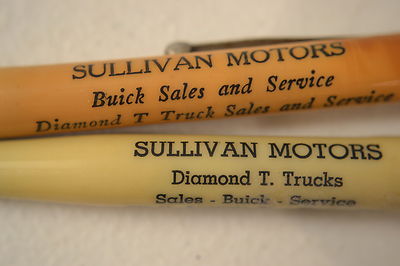 SULLIVAN MOTORS
Buick Sales and Service
Diamond T Truck Sales and Service
SULLIVAN MOTORS
Diamond T. Trucks
Sales - Buick - Service